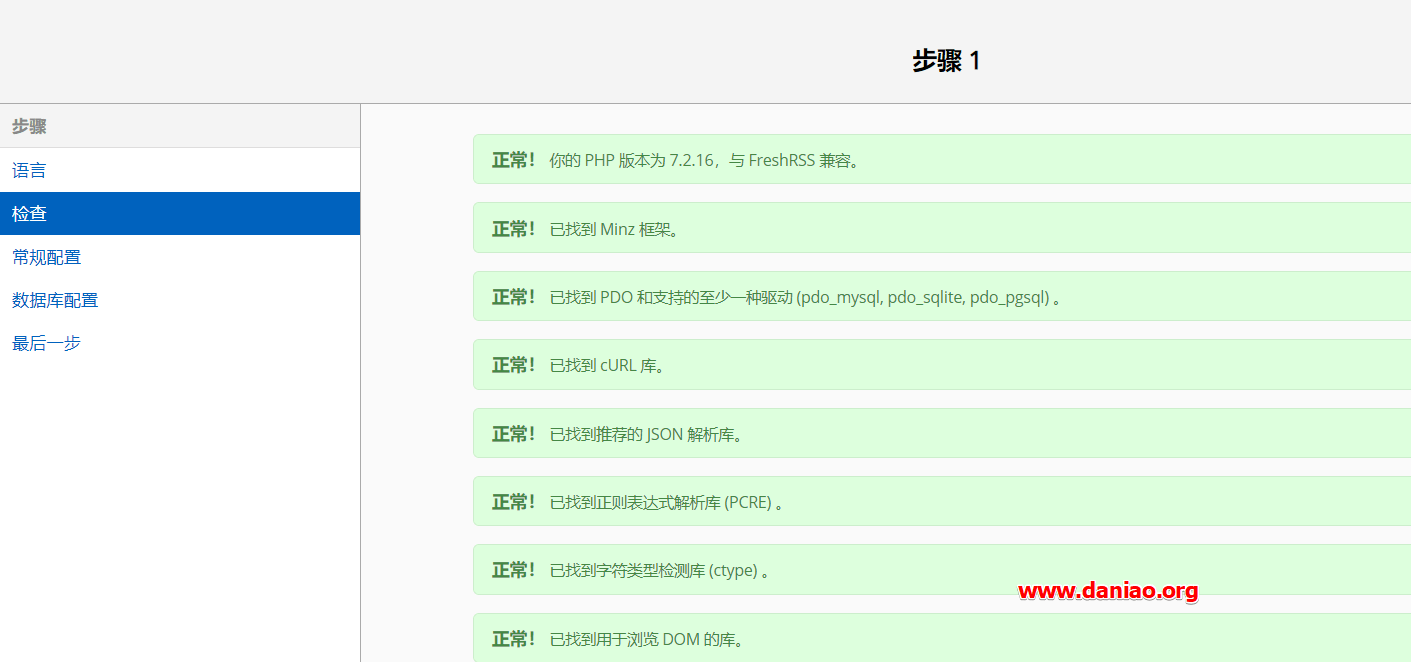 步骤 1
步骤
语言
检查
常规配置
数据库配置
最后一步
正常！ 你的 PHP 版本为 7.2.16，与 FreshRSS 兼容。
正常！ 已找到 Minz 框架。
正常！ 已找到 PDO 和支持的至少一种驱动 (pdo_mysql, pdo_sqlite, pdo_pgsql) 。
正常！ 已找到 cURL 库。
正常！ 已找到推荐的 JSON 解析库。
正常！ 已找到正则表达式解析库 (PCRE) 。
正常！ 已找到字符类型检测库 (ctype) 。
www.daniao.org
正常！ 已找到用于浏览 DOM 的库。